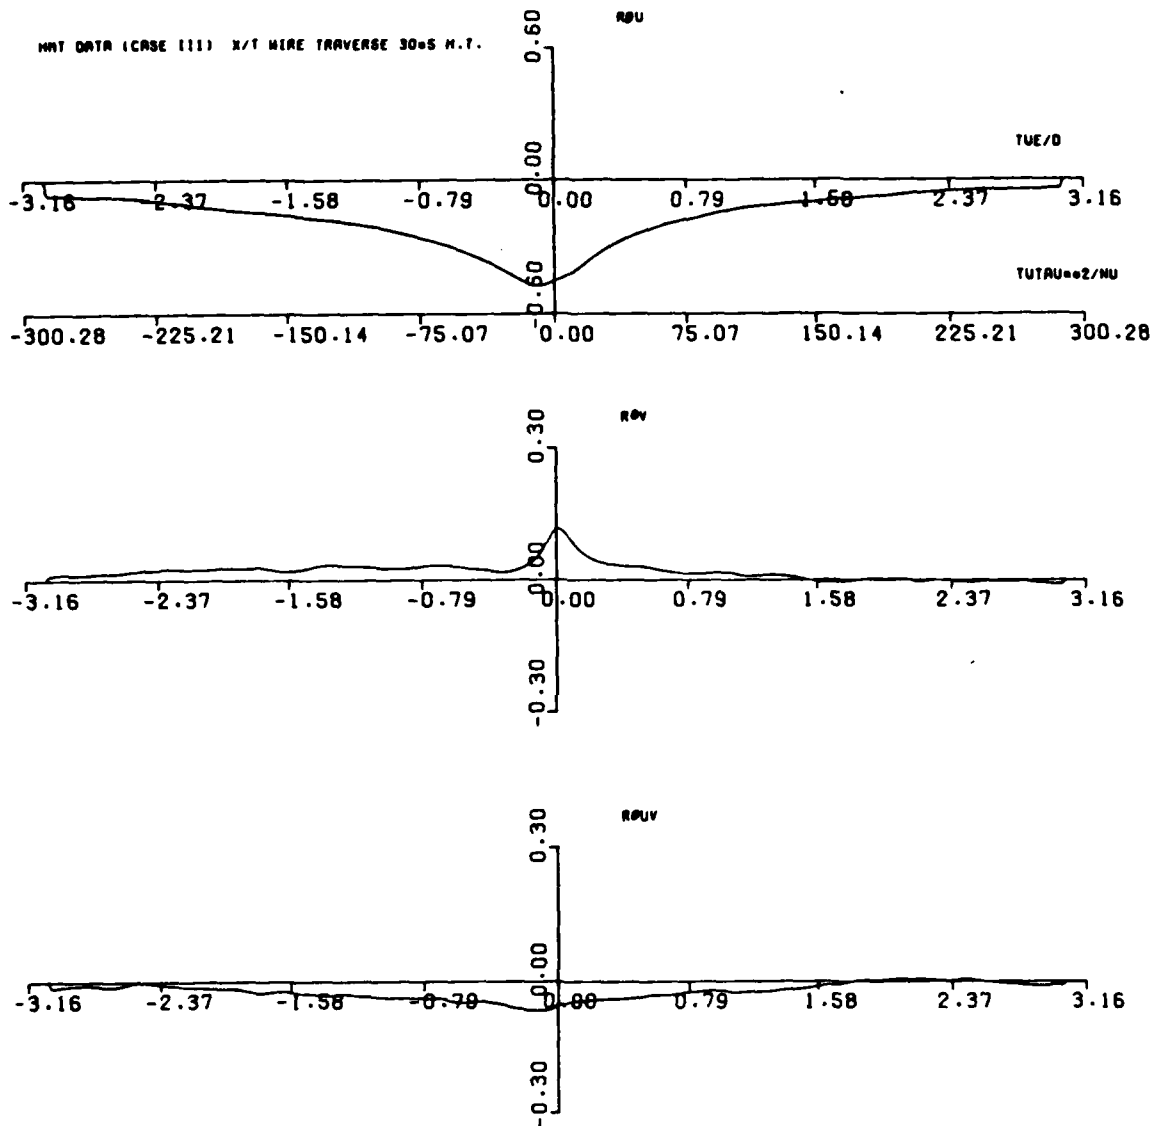 RØU
HMT DATA (CASE III) X/T WIRE TRAVERSE 30*5 M.T.
0.60
0.00
-0.60
TUE/D
-3.16 -2.37 -1.58 -0.79 0.00 0.79 1.58 2.37 3.16
TUTAU**2/NU
-300.28 -225.21 -150.14 -75.07 0.00 75.07 150.14 225.21 300.28
RØV
0.30
0.00
-0.30
-3.16 -2.37 -1.58 -0.79 0.00 0.79 1.58 2.37 3.16
RØUV
0.30
0.00
-0.30
-3.16 -2.37 -1.58 -0.79 0.00 0.79 1.58 2.37 3.16